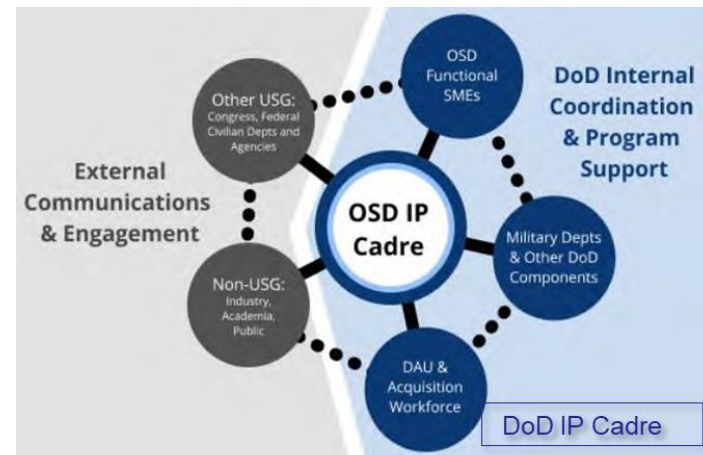 OSD
Functional
SMEs
DoD Internal
Coordination
& Program
Support
Other USG:
Congress, Federal
Civilian Depts and
Agencies
External
Communications
& Engagement
OSD IP
Cadre
Military Depts
& Other DoD
Components
Non-USG:
Industry,
Academia,
Public
DAU &
Acquisition
Workforce
DoD IP Cadre